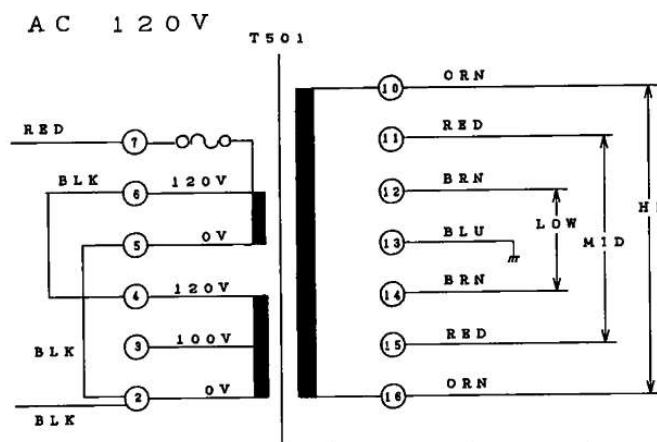 AC 120V
T501
10 ORN
RED 7
11 RED
BLK 6 120V
12 BRN
HI
5 0V
13 BLU
LOW
MID
4 120V
14 BRN
3 100V
15 RED
BLK
2 0V
16 ORN
BLK